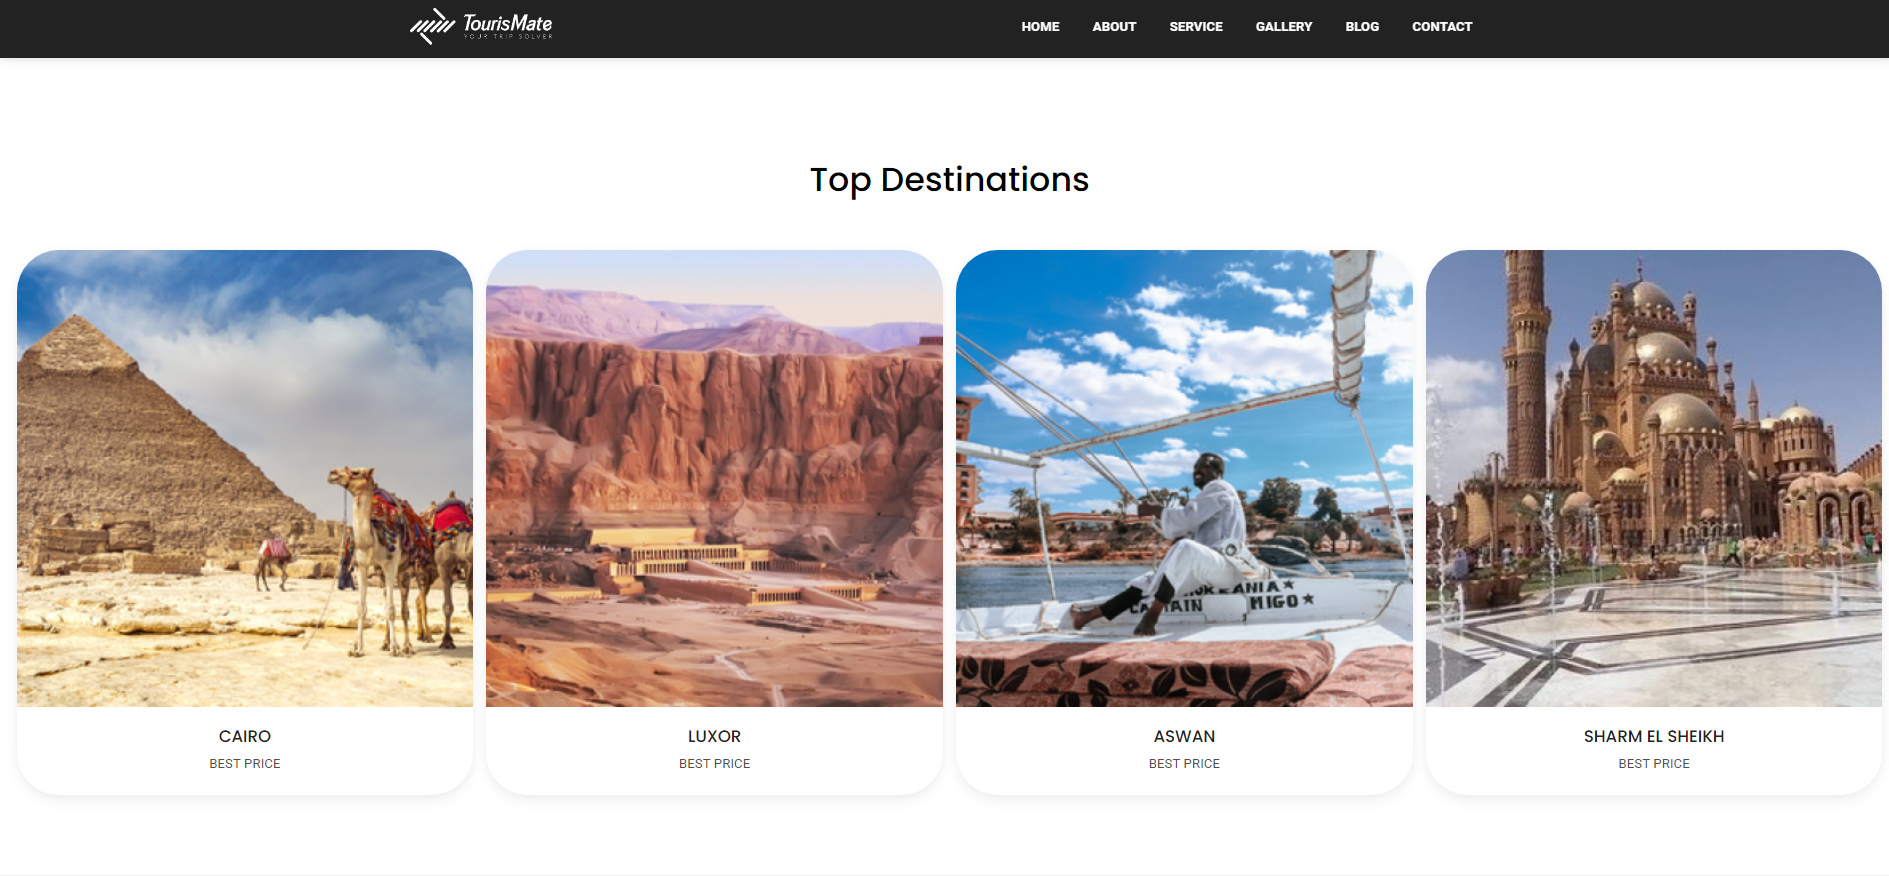 TourisMate
YOUR TRIP SOLVER
HOME ABOUT SERVICE GALLERY BLOG CONTACT
Top Destinations
MIGO★
CAIRO
BEST PRICE
LUXOR
BEST PRICE
ASWAN
BEST PRICE
SHARM EL SHEIKH
BEST PRICE